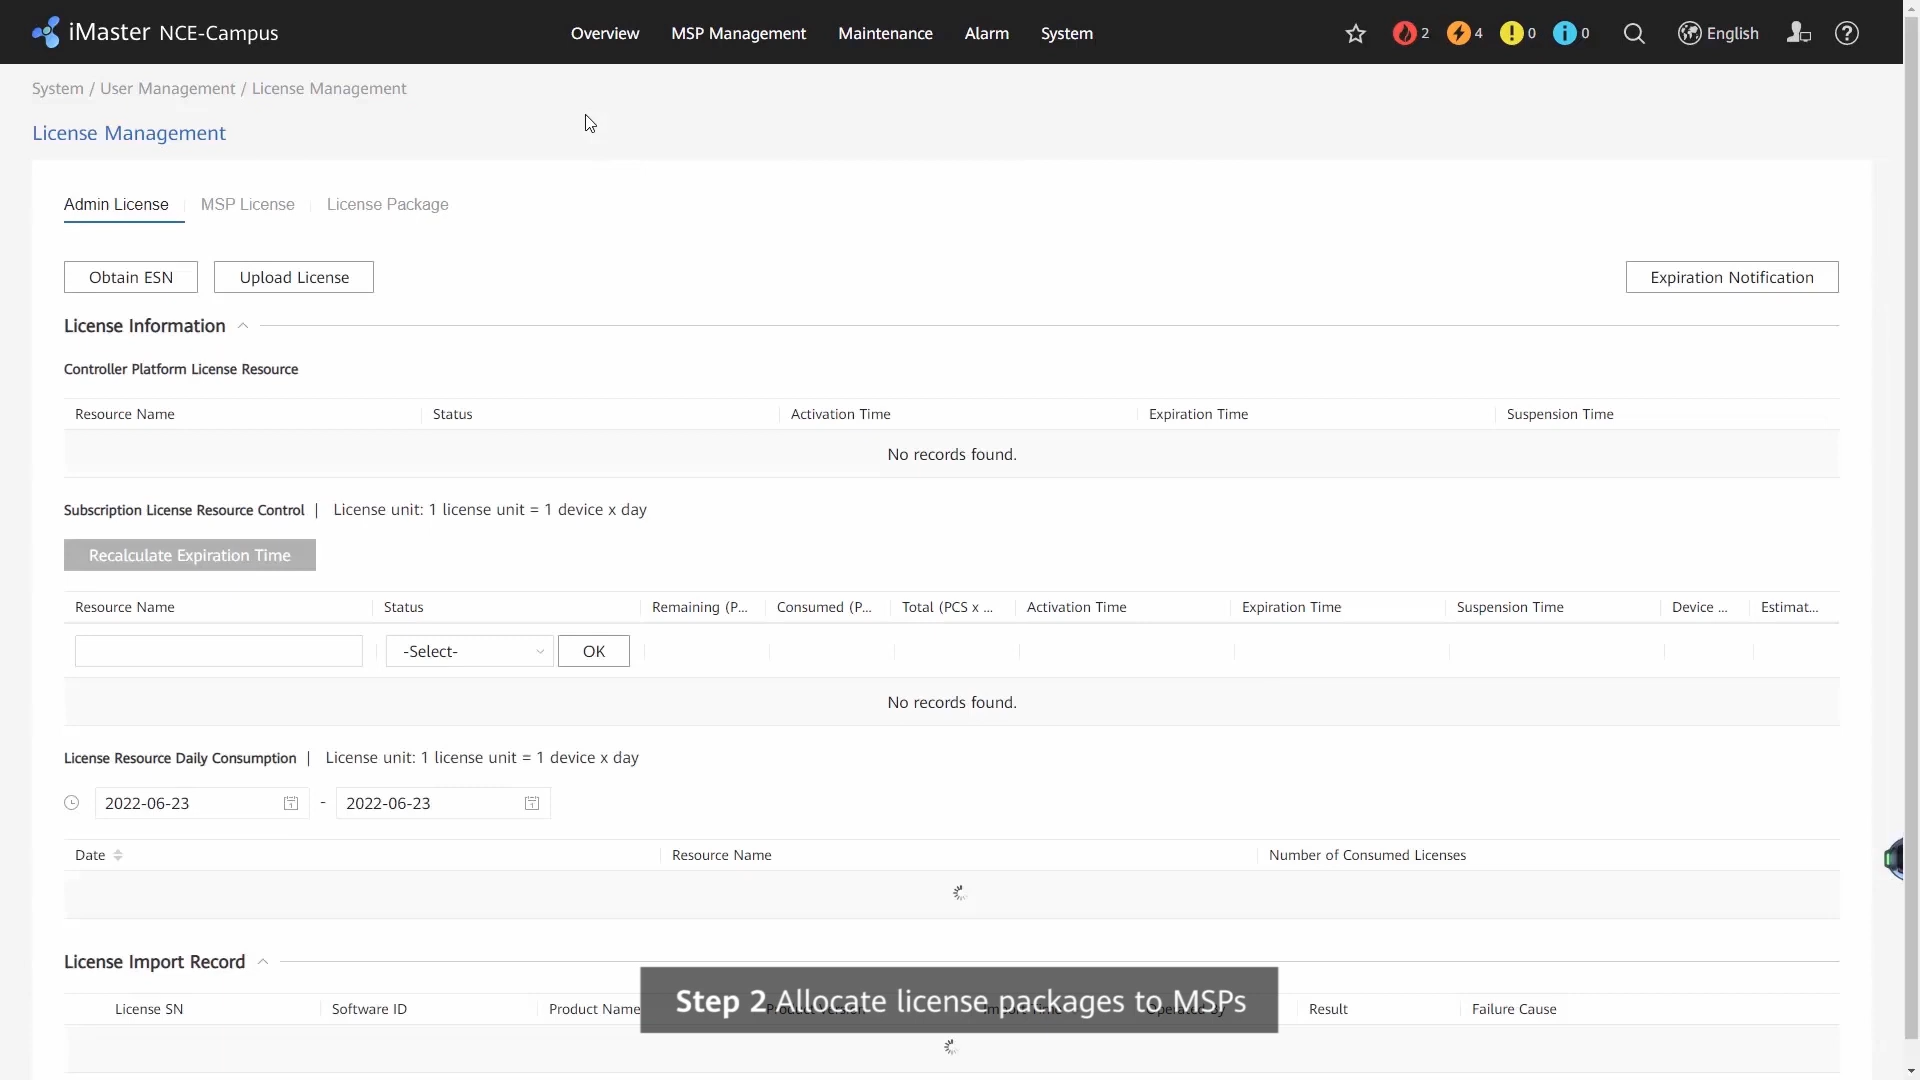 iMaster NCE-Campus
Overview
MSP Management
Maintenance
Alarm
System
2
4
0
0
English
System / User Management / License Management
License Management
Admin License
MSP License
License Package
Obtain ESN
Upload License
Expiration Notification
License Information
Controller Platform License Resource
Resource Name
Status
Activation Time
Expiration Time
Suspension Time
No records found.
Subscription License Resource Control | License unit: 1 license unit = 1 device x day
Recalculate Expiration Time
Resource Name
Status
Remaining (P...
Consumed (P...
Total (PCS x ...
Activation Time
Expiration Time
Suspension Time
Device ...
Estimat...
-Select-
OK
No records found.
License Resource Daily Consumption | License unit: 1 license unit = 1 device x day
2022-06-23 - 2022-06-23
Date
Resource Name
Number of Consumed Licenses
License Import Record
License SN
Software ID
Product Name
Product Version
Import Time
Operated By
Result
Failure Cause
Step 2 Allocate license packages to MSPs